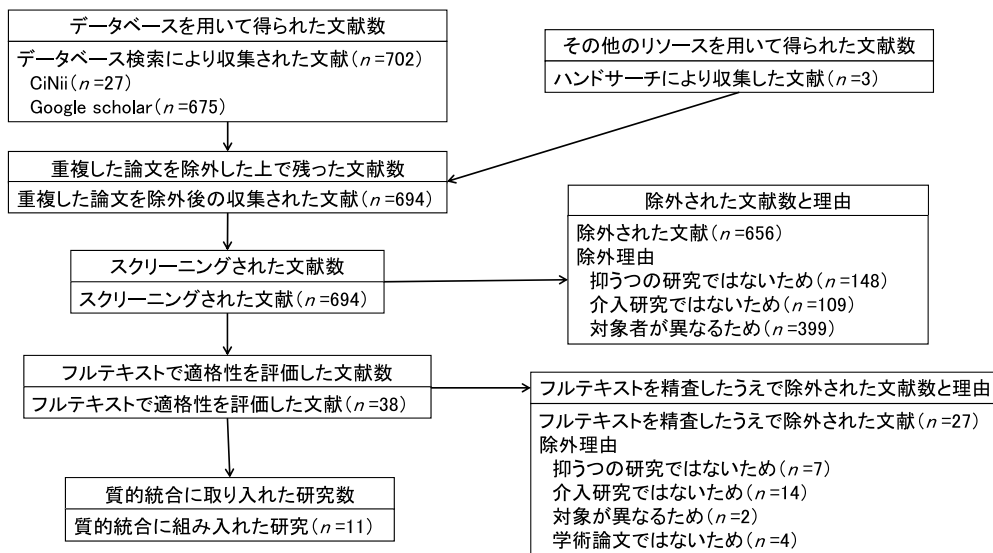 データベースを用いて得られた文献数
データベース検索により収集された文献(n=702)
CiNii(n=27)
Google scholar(n=675)
その他のリソースを用いて得られた文献数
ハンドサーチにより収集した文献(n=3)
重複した論文を除外した上で残った文献数
重複した論文を除外後の収集された文献(n=694)
スクリーニングされた文献数
スクリーニングされた文献(n=694)
除外された文献数と理由
除外された文献(n=656)
除外理由
抑うつの研究ではないため(n=148)
介入研究ではないため(n=109)
対象者が異なるため(n=399)
フルテキストで適格性を評価した文献数
フルテキストで適格性を評価した文献(n=38)
フルテキストを精査したうえで除外された文献数と理由
フルテキストを精査したうえで除外された文献(n=27)
除外理由
抑うつの研究ではないため(n=7)
介入研究ではないため(n=14)
対象が異なるため(n=2)
学術論文ではないため(n=4)
質的統合に取り入れた研究数
質的統合に組み入れた研究(n=11)